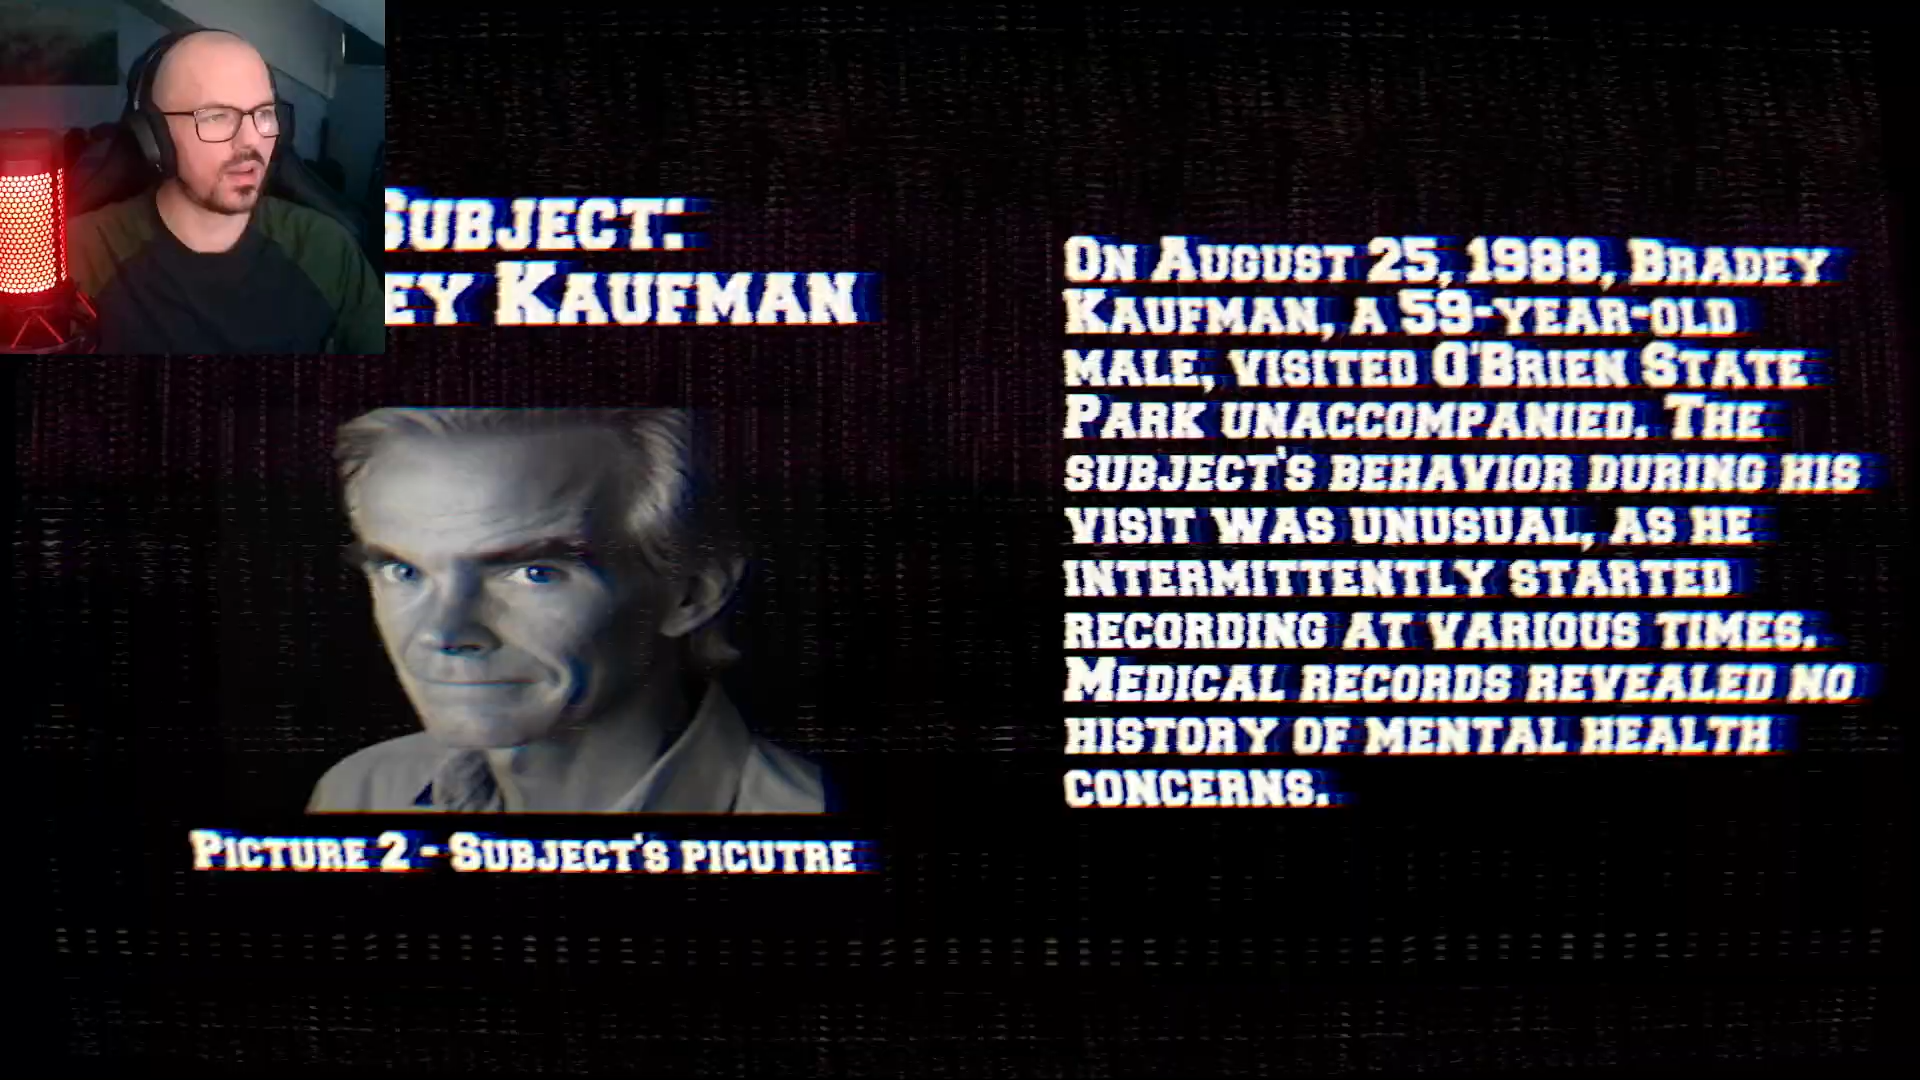 SUBJECT:
EY KAUFMAN
ON AUGUST 25, 1988, BRADEY
KAUFMAN, A 59-YEAR-OLD
MALE, VISITED O'BRIEN STATE
PARK UNACCOMPANIED. THE
SUBJECT'S BEHAVIOR DURING HIS
VISIT WAS UNUSUAL, AS HE
INTERMITTENTLY STARTED
RECORDING AT VARIOUS TIMES.
MEDICAL RECORDS REVEALED NO
HISTORY OF MENTAL HEALTH
CONCERNS.
PICTURE 2 - SUBJECT'S PICUTRE